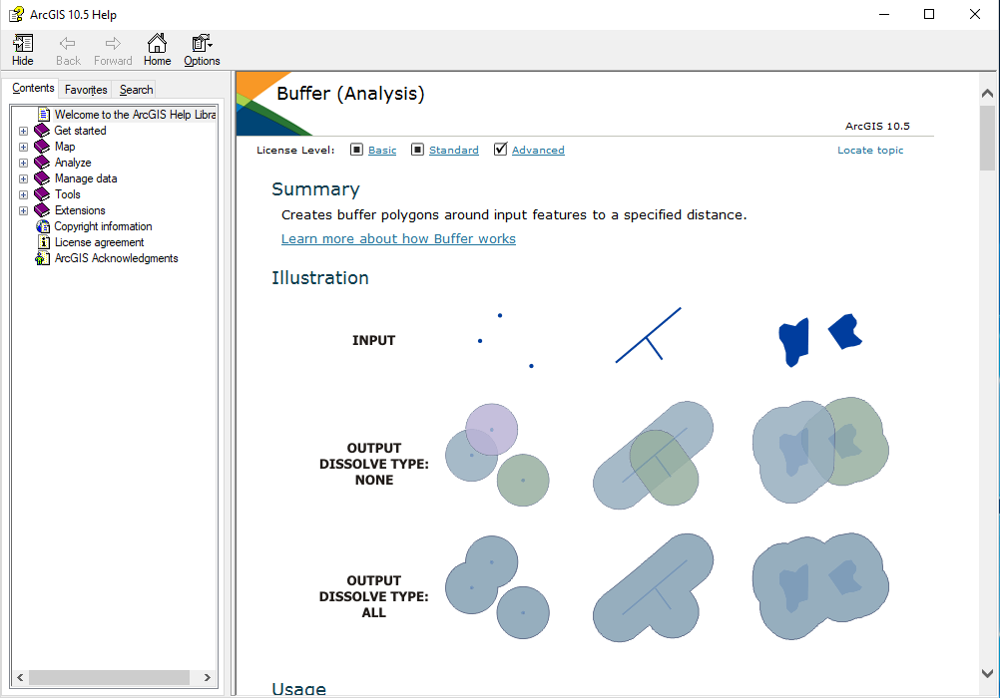 ArcGIS 10.5 Help
Hide Back Forward Home Options
Contents Favorites Search
Welcome to the ArcGIS Help Libra
Get started
Map
Analyze
Manage data
Tools
Extensions
Copyright information
License agreement
ArcGIS Acknowledgments
Buffer (Analysis)
ArcGIS 10.5
License Level: Basic Standard Advanced Locate topic
Summary
Creates buffer polygons around input features to a specified distance.
Learn more about how Buffer works
Illustration
INPUT
OUTPUT
DISSOLVE TYPE:
NONE
OUTPUT
DISSOLVE TYPE:
ALL
Usage